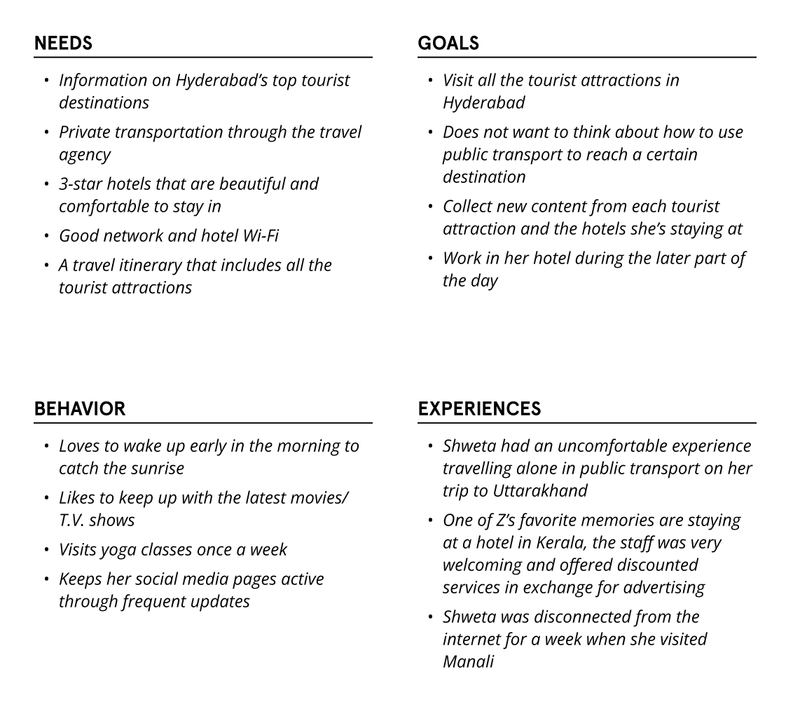 NEEDS
• Information on Hyderabad’s top tourist
destinations
• Private transportation through the travel
agency
• 3-star hotels that are beautiful and
comfortable to stay in
• Good network and hotel Wi-Fi
• A travel itinerary that includes all the
tourist attractions
GOALS
• Visit all the tourist attractions in
Hyderabad
• Does not want to think about how to use
public transport to reach a certain
destination
• Collect new content from each tourist
attraction and the hotels she’s staying at
• Work in her hotel during the later part of
the day
BEHAVIOR
• Loves to wake up early in the morning to
catch the sunrise
• Likes to keep up with the latest movies/
T.V. shows
• Visits yoga classes once a week
• Keeps her social media pages active
through frequent updates
EXPERIENCES
• Shweta had an uncomfortable experience
travelling alone in public transport on her
trip to Uttarakhand
• One of Z’s favorite memories are staying
at a hotel in Kerala, the staff was very
welcoming and offered discounted
services in exchange for advertising
• Shweta was disconnected from the
internet for a week when she visited
Manali